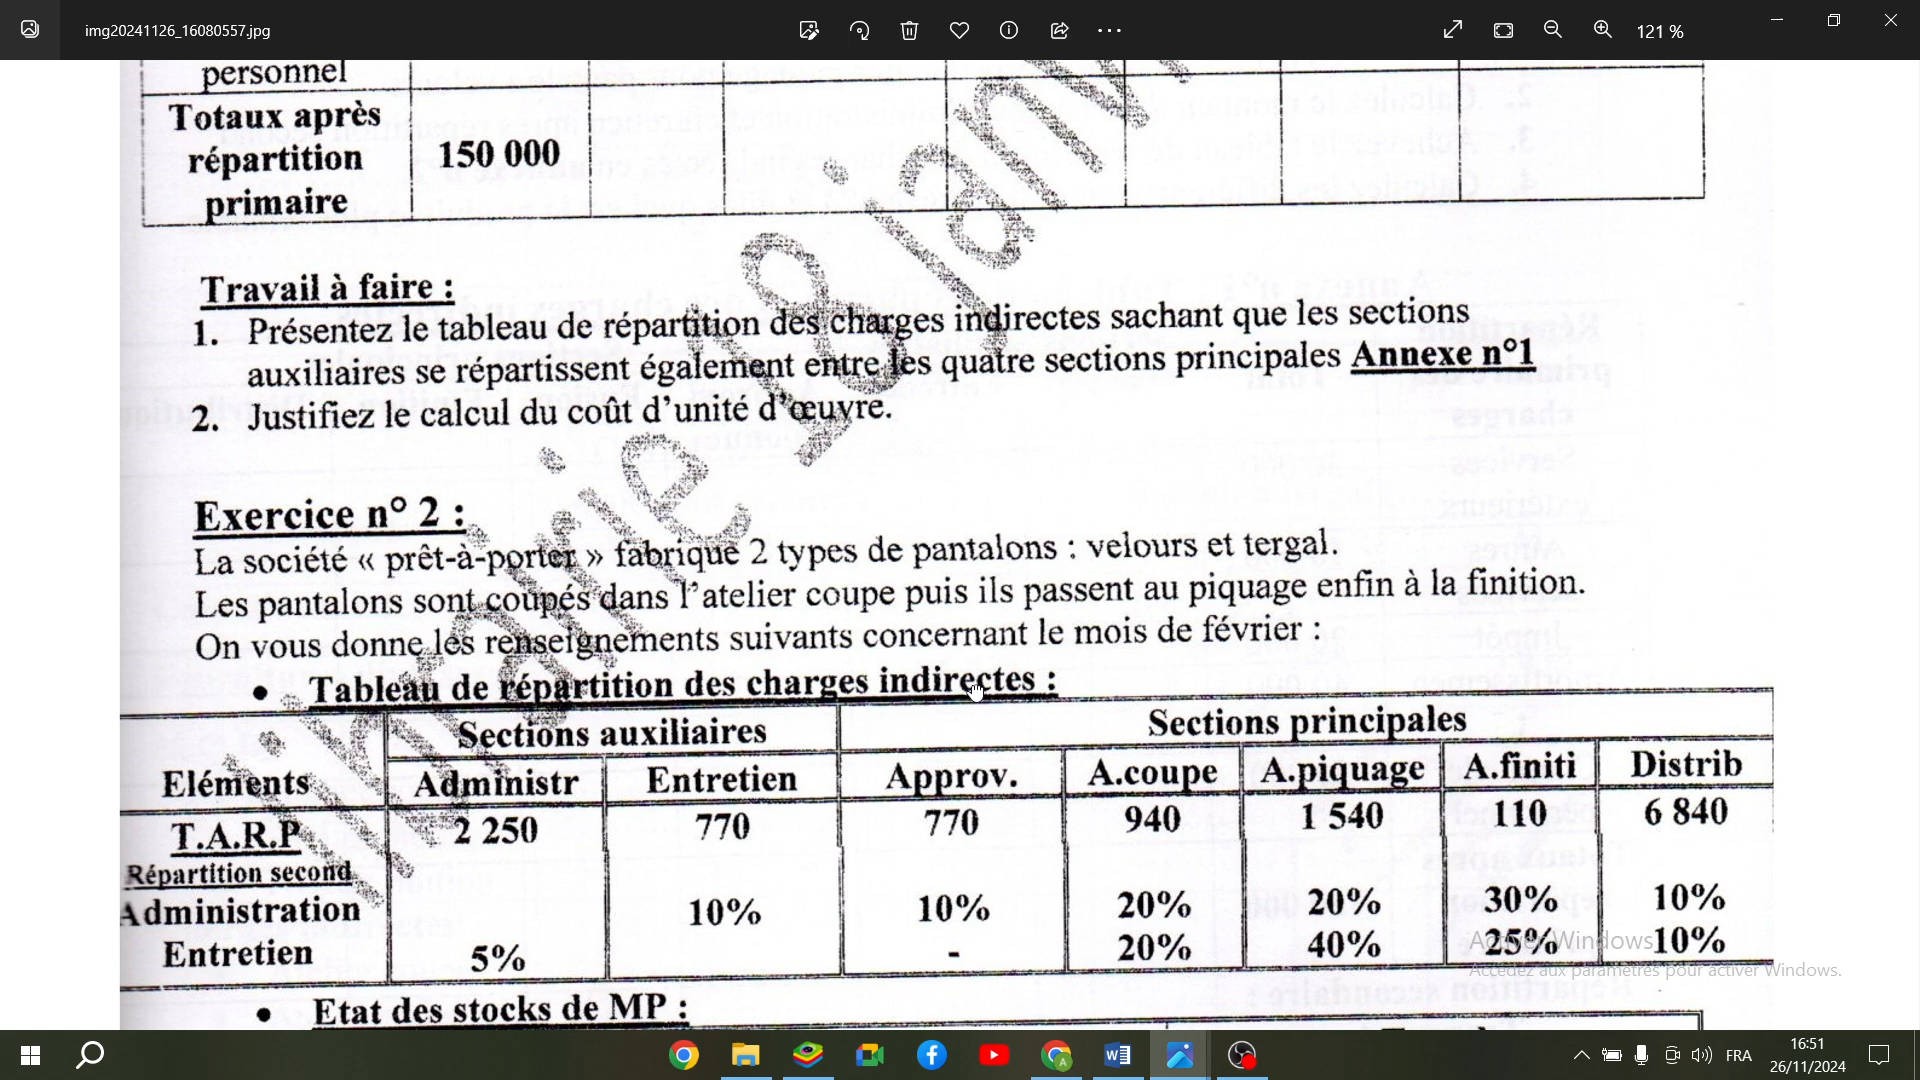 img20241126_16080557.jpg
121 %
personnel
Totaux après
répartition
primaire
150 000
Travail à faire :
1. Présentez le tableau de répartition des charges indirectes sachant que les sections
auxiliaires se répartissent également entre les quatre sections principales Annexe n°1
2. Justifiez le calcul du coût d'unité d'œuvre.
Exercice n° 2 :
La société « prêt-à-porter » fabrique 2 types de pantalons : velours et tergal.
Les pantalons sont coupés dans l'atelier coupe puis ils passent au piquage enfin à la finition.
On vous donne les renseignements suivants concernant le mois de février :
• Tableau de répartition des charges indirectes :
Sections auxiliaires Sections principales
Eléments Administr Entretien Approv. A.coupe A.piquage A.finiti Distrib
T.A.R.P 2 250 770 770 940 1 540 110 6 840
Répartition second
Administration 10% 10% 20% 20% 30% 10%
Entretien 5% - 20% 40% 25% 10%
Activer Windows
Accédez aux paramètres pour activer Windows.
• Etat des stocks de MP :
FRA
16:51
26/11/2024